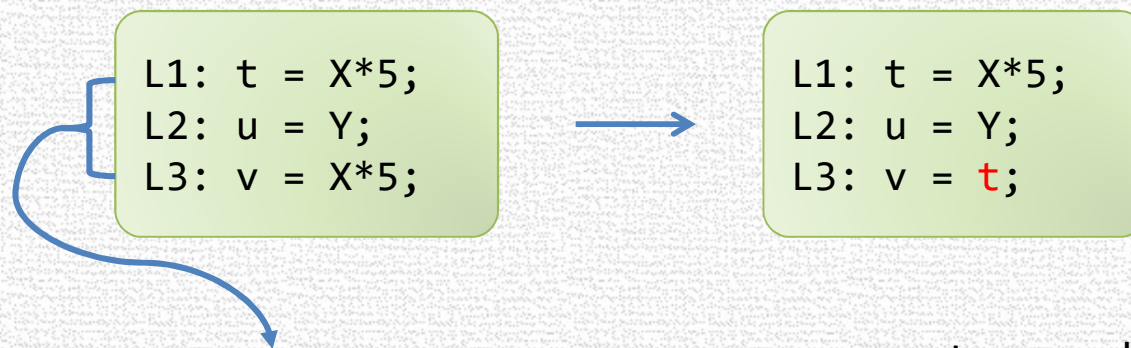 L1: t = X*5;
L2: u = Y;
L3: v = X*5;
L1: t = X*5;
L2: u = Y;
L3: v = t;